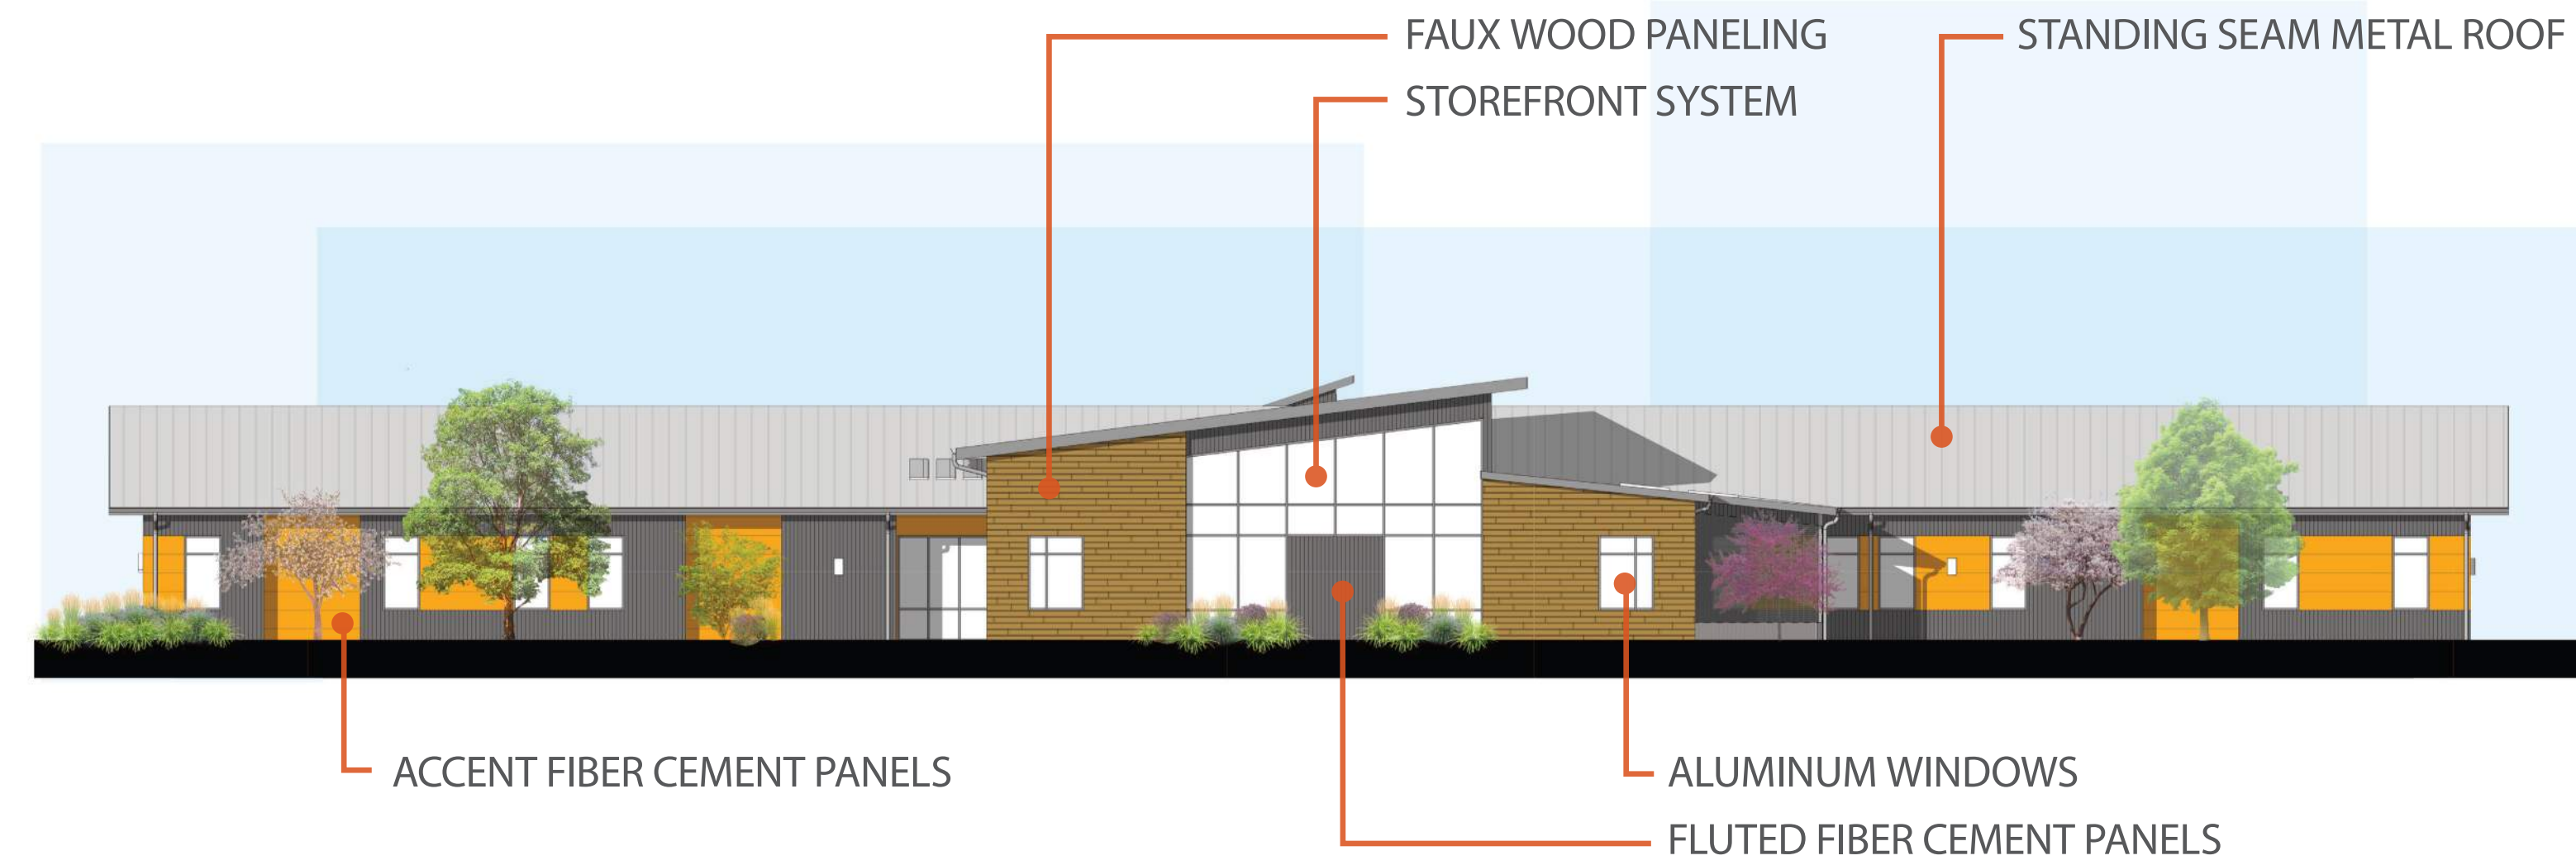 FAUX WOOD PANELING
STANDING SEAM METAL ROOF
STOREFRONT SYSTEM
ACCENT FIBER CEMENT PANELS
ALUMINUM WINDOWS
FLUTED FIBER CEMENT PANELS